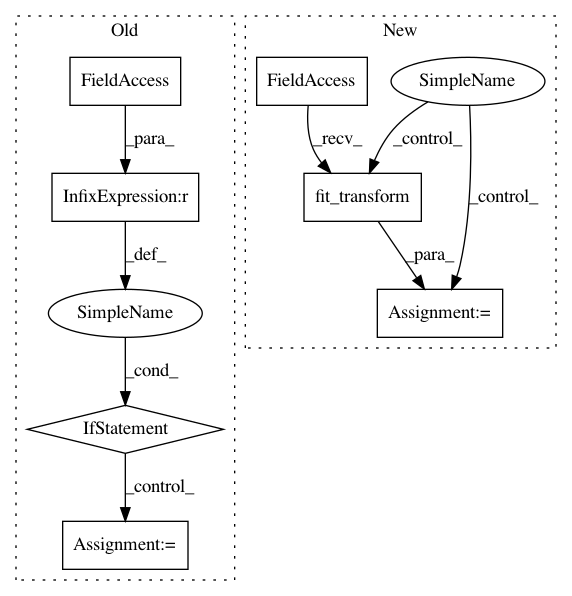 Old
FieldAccess
_para_
InfixExpression:r
_def_
SimpleName
_cond_
IfStatement
_control_
Assignment:=
New
FieldAccess
SimpleName
_recv_
_control_
fit_transform
_control_
_para_
Assignment:=